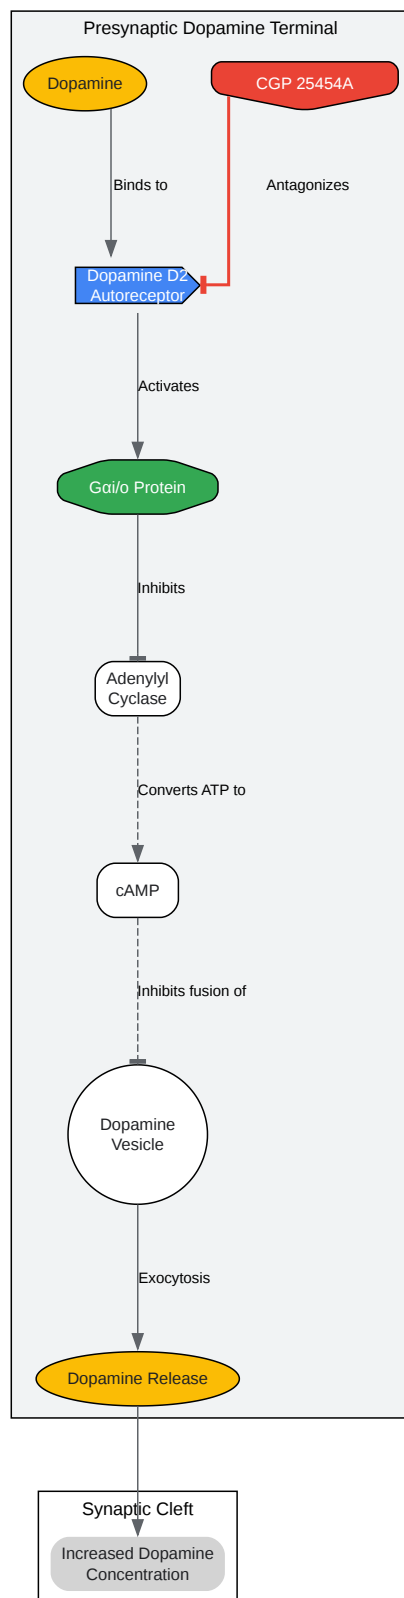 Presynaptic Dopamine Terminal
Dopamine
CGP 25454A
Binds to
Antagonizes
Dopamine D2
Autoreceptor
Activates
Gαi/o Protein
Inhibits
Adenylyl
Cyclase
Converts ATP to
cAMP
Inhibits fusion of
Dopamine
Vesicle
Exocytosis
Dopamine Release
Synaptic Cleft
Increased Dopamine
Concentration